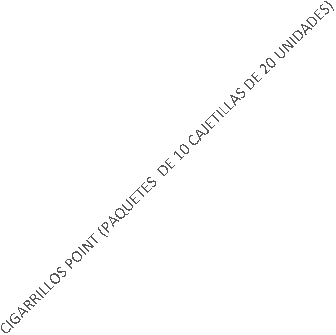 CIGARRILLOS POINT (PAQUETES DE 10 CAJETILLAS DE 20 UNIDADES)